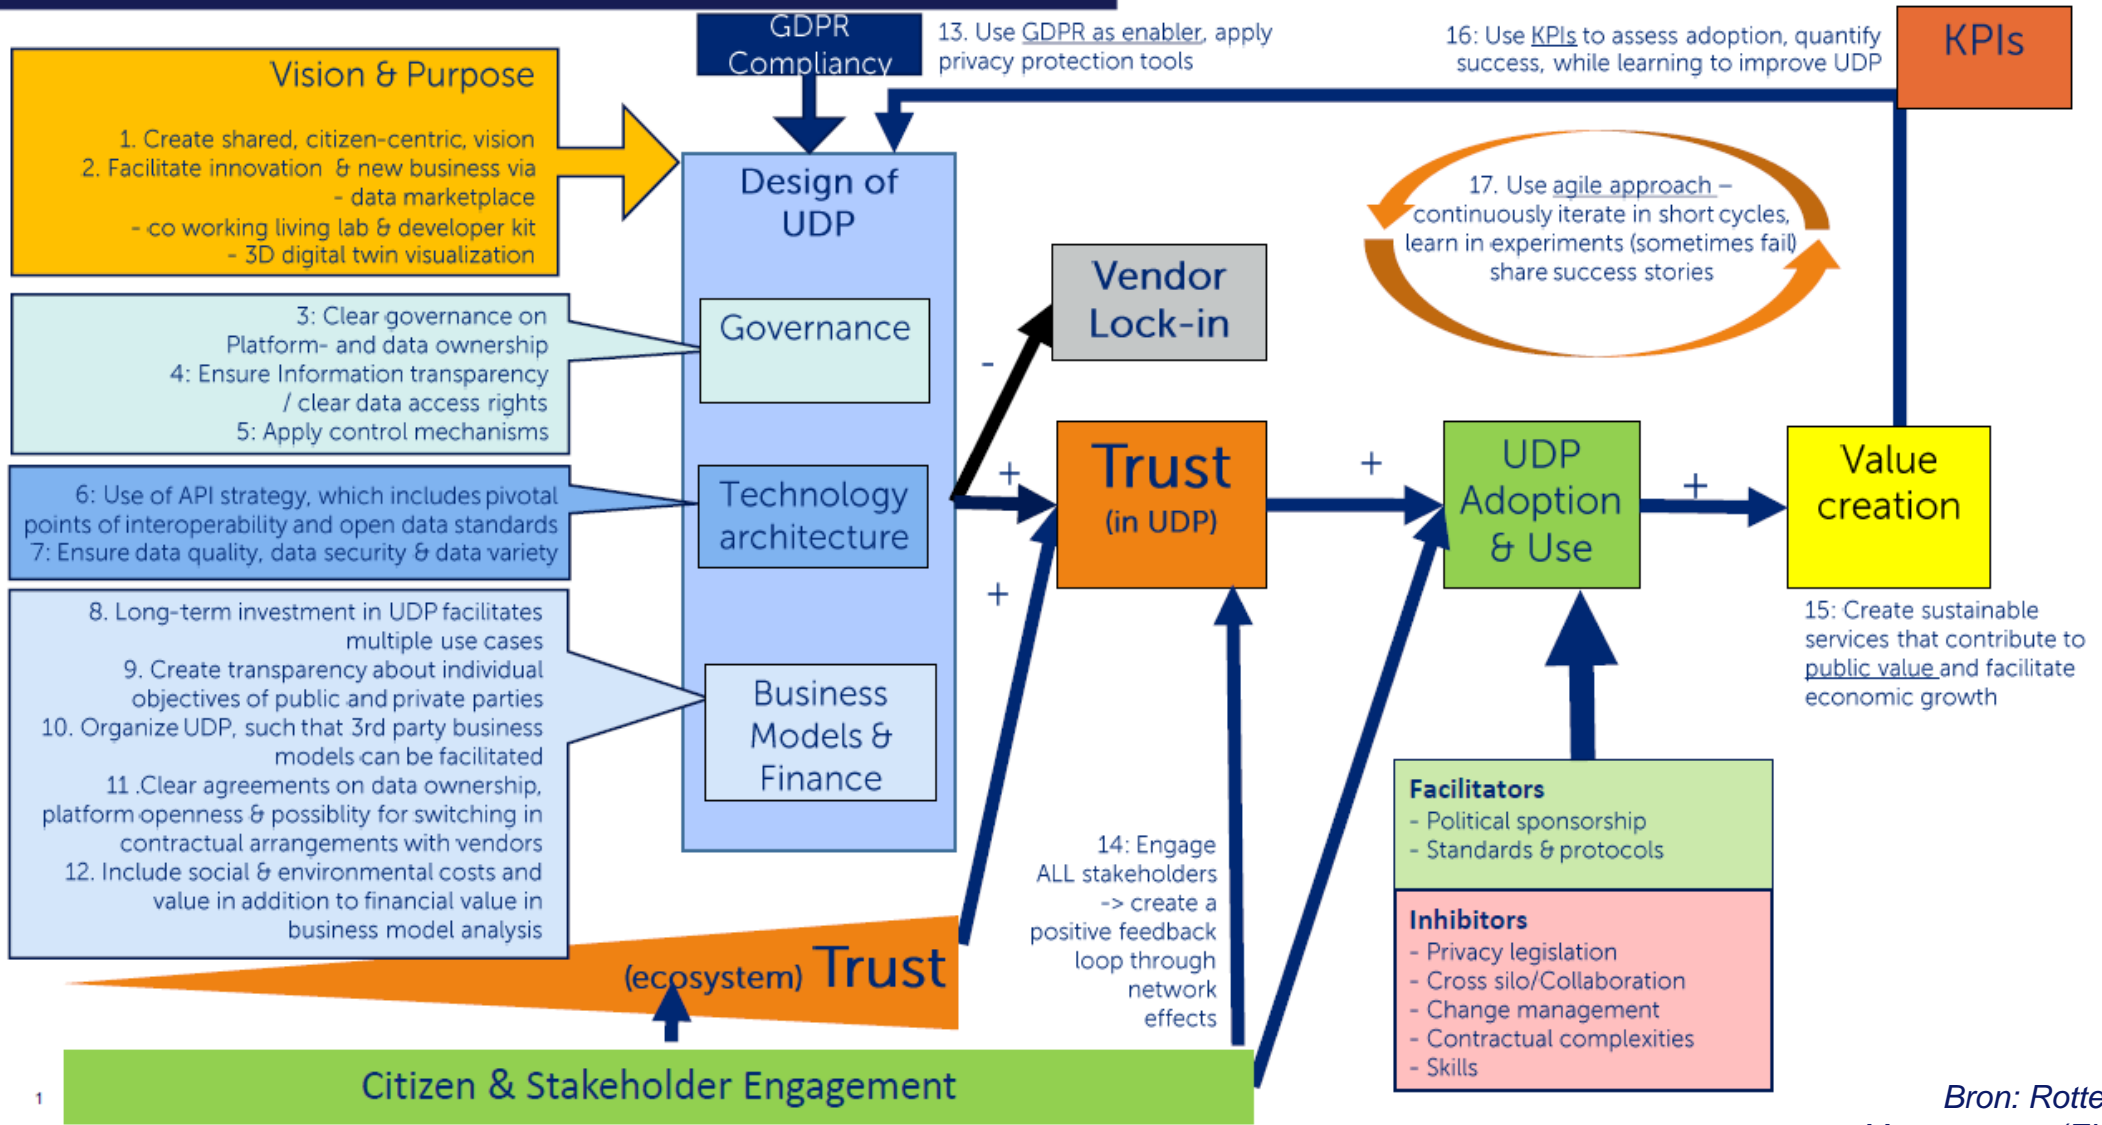 GDPR
Compliancy
13. Use GDPR as enabler, apply
privacy protection tools
16: Use KPIs to assess adoption, quantify
success, while learning to improve UDP
KPIs
Vision & Purpose
1. Create shared, citizen-centric, vision
2. Facilitate innovation & new business via
- data marketplace
- co working living lab & developer kit
- 3D digital twin visualization
Design of
UDP
17. Use agile approach –
continuously iterate in short cycles,
learn in experiments (sometimes fail)
share success stories
3: Clear governance on
Platform- and data ownership
4: Ensure Information transparency
/ clear data access rights
5: Apply control mechanisms
Governance
Vendor
Lock-in
-
6: Use of API strategy, which includes pivotal
points of interoperability and open data standards
7: Ensure data quality, data security & data variety
Technology
architecture
+
+
Trust
(in UDP)
+
UDP
Adoption
& Use
+
Value
creation
8. Long-term investment in UDP facilitates
multiple use cases
9. Create transparency about individual
objectives of public and private parties
10. Organize UDP, such that 3rd party business
models can be facilitated
11 .Clear agreements on data ownership,
platform openness & possiblity for switching in
contractual arrangements with vendors
12. Include social & environmental costs and
value in addition to financial value in
business model analysis
Business
Models &
Finance
15: Create sustainable
services that contribute to
public value and facilitate
economic growth
14: Engage
ALL stakeholders
-> create a
positive feedback
loop through
network
effects
Facilitators
- Political sponsorship
- Standards & protocols
Inhibitors
- Privacy legislation
- Cross silo/Collaboration
- Change management
- Contractual complexities
- Skills
(ecosystem) Trust
Citizen & Stakeholder Engagement
1
Bron: Rotte